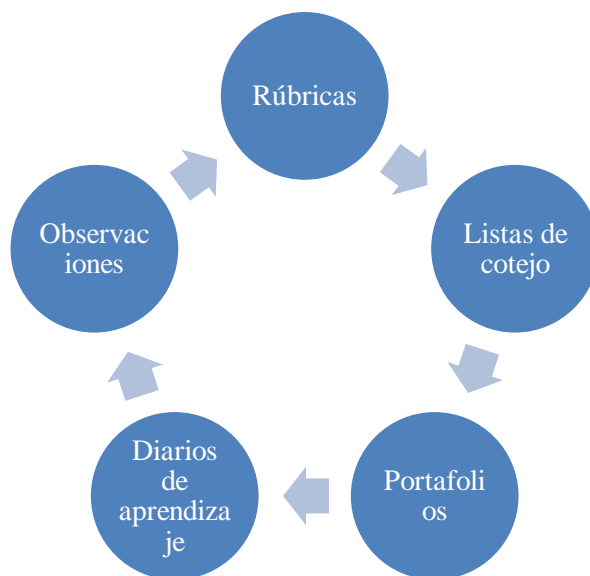 Rúbricas
Listas de
cotejo
Portafoli
os
Diarios
de
aprendiza
je
Observac
iones